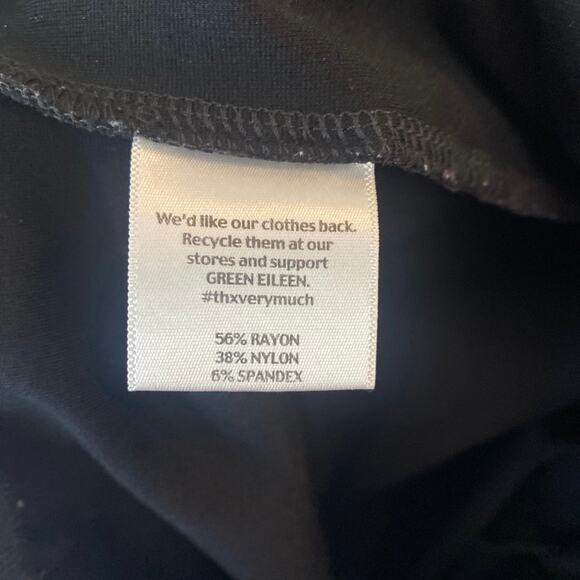 We'd like our clothes back.
Recycle them at our
stores and support
GREEN EILEEN.
#thxverymuch
56% RAYON
38% NYLON
6% SPANDEX